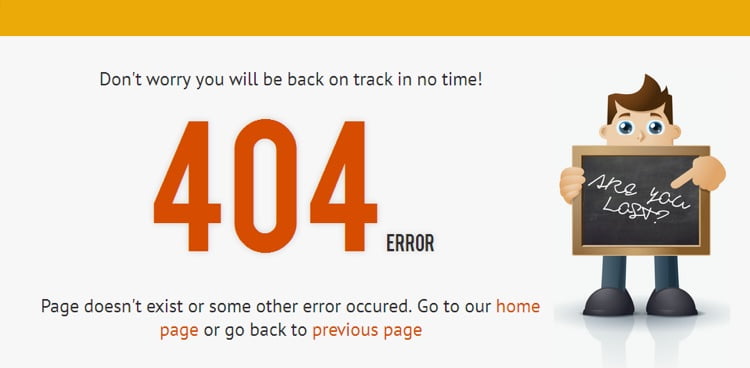 Don't worry you will be back on track in no time!
404 ERROR
ARE YOU
LOST?
Page doesn't exist or some other error occured. Go to our home
page or go back to previous page